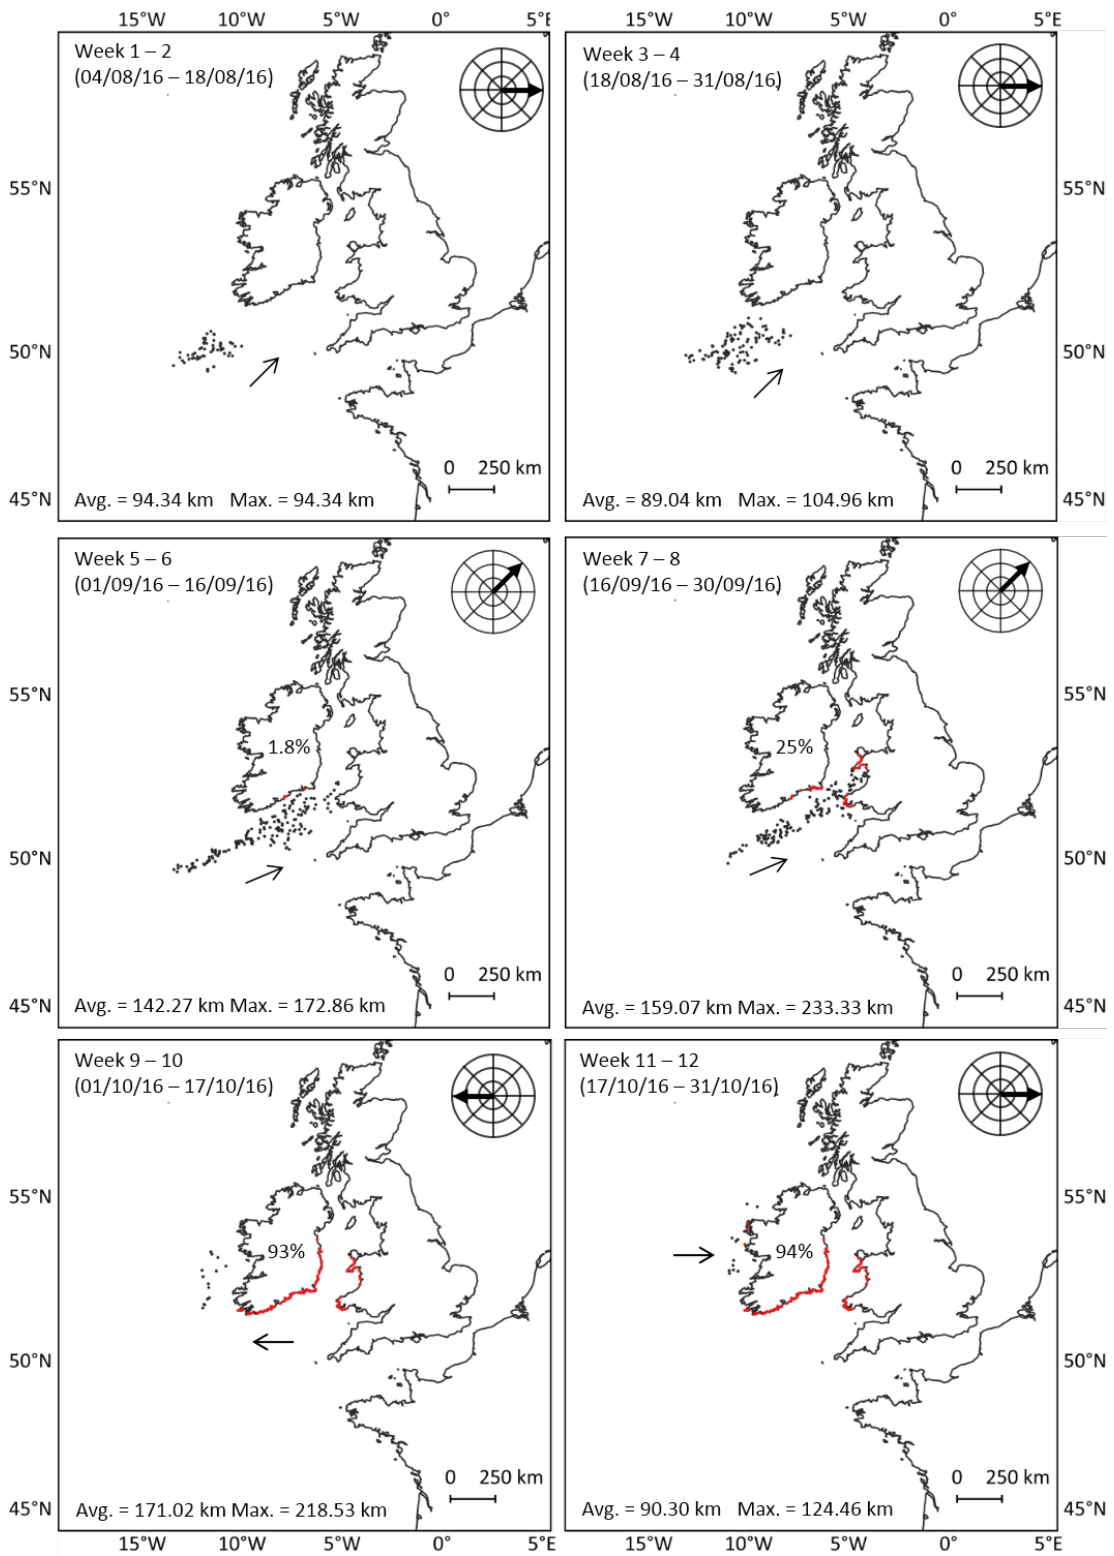 15°W 10°W 5°W 0° 5°E 15°W 10°W 5°W 0° 5°E
Week 1 – 2
(04/08/16 – 18/08/16)
55°N
50°N
0 250 km
45°N
Avg. = 94.34 km Max. = 94.34 km
Week 3 – 4
(18/08/16 – 31/08/16)
55°N
50°N
0 250 km
45°N
Avg. = 89.04 km Max. = 104.96 km
Week 5 – 6
(01/09/16 – 16/09/16)
55°N
1.8%
50°N
0 250 km
45°N
Avg. = 142.27 km Max. = 172.86 km
Week 7 – 8
(16/09/16 – 30/09/16)
55°N
25%
50°N
0 250 km
45°N
Avg. = 159.07 km Max. = 233.33 km
Week 9 – 10
(01/10/16 – 17/10/16)
55°N
93%
50°N
0 250 km
45°N
Avg. = 171.02 km Max. = 218.53 km
Week 11 – 12
(17/10/16 – 31/10/16)
55°N
94%
50°N
0 250 km
45°N
Avg. = 90.30 km Max. = 124.46 km
15°W 10°W 5°W 0° 5°E 15°W 10°W 5°W 0° 5°E